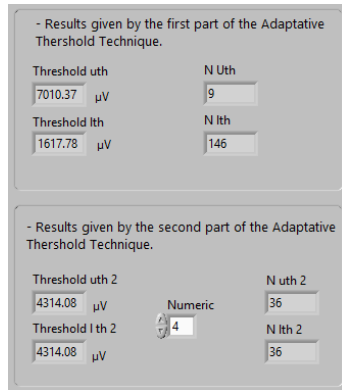 - Results given by the first part of the Adaptative
Thershold Technique.
Threshold uth
N Uth
7010.37 µV
9
Threshold lth
N lth
1617.78 µV
146
- Results given by the second part of the Adaptative
Thershold Technique.
Threshold uth 2
N uth 2
4314.08 µV
Numeric
36
4
Threshold l th 2
N lth 2
4314.08 µV
36